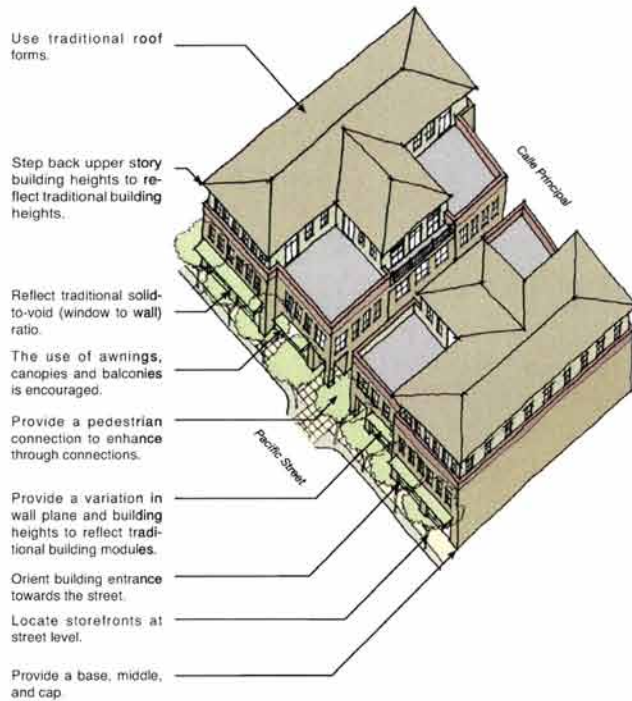 Use traditional roof
forms.
Step back upper story
building heights to re-
flect traditional building
heights.
Reflect traditional solid-
to-void (window to wall)
ratio.
The use of awnings,
canopies and balconies
is encouraged.
Provide a pedestrian
connection to enhance
through connections.
Provide a variation in
wall plane and building
heights to reflect tradi-
tional building modules.
Orient building entrance
towards the street.
Locate storefronts at
street level.
Provide a base, middle,
and cap
Calle Principal
Pacific Street